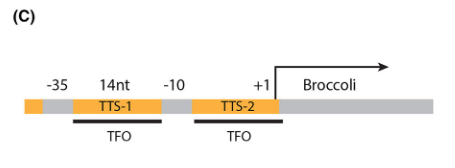 (C)
-35 14nt -10 +1 Broccoli
TTS-1 TTS-2
TFO TFO